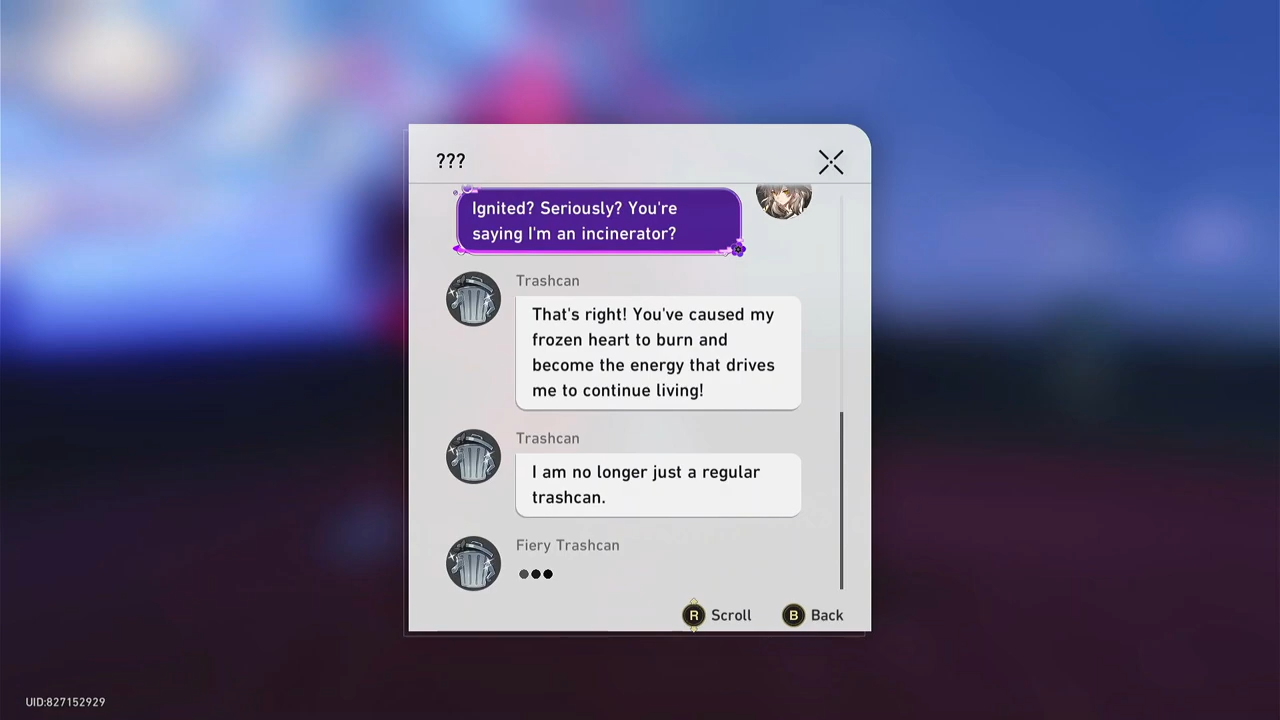 ???
Ignited? Seriously? You're
saying I'm an incinerator?
Trashcan
That's right! You've caused my
frozen heart to burn and
become the energy that drives
me to continue living!
Trashcan
I am no longer just a regular
trashcan.
Fiery Trashcan
R Scroll
B Back
UID:827152929